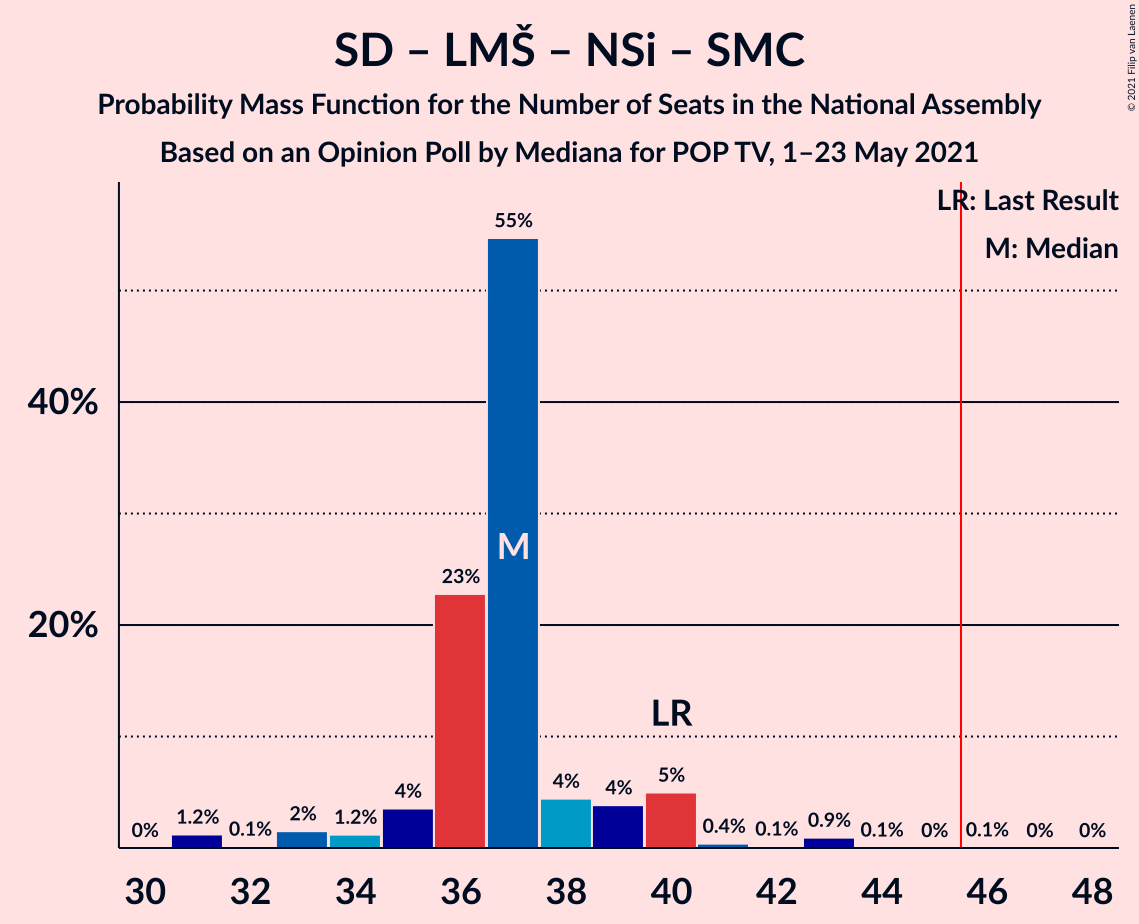 SD – LMŠ – NSi – SMC
Probability Mass Function for the Number of Seats in the National Assembly
Based on an Opinion Poll by Mediana for POP TV, 1–23 May 2021
© 2021 Filip van Laenen
LR: Last Result
M: Median
55%
40%
M
23%
20%
LR
0% 1.2% 0.1% 2% 1.2% 4% 4% 4% 5% 0.4% 0.1% 0.9% 0.1% 0% 0.1% 0% 0%
30 32 34 36 38 40 42 44 46 48